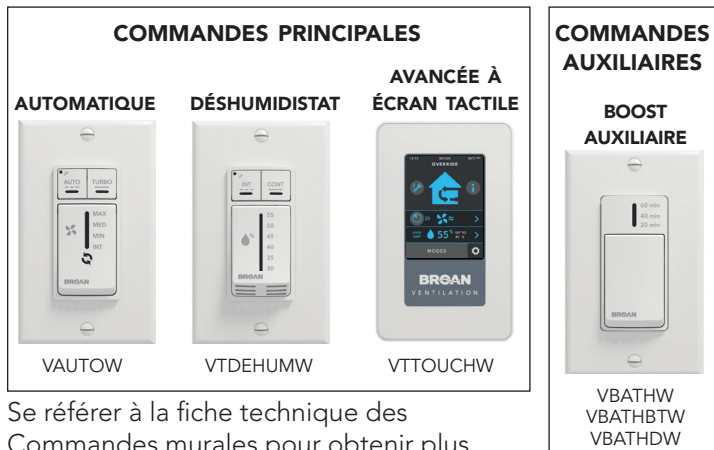 COMMANDES PRINCIPALES
AUTOMATIQUE
AUTO TURBO
MAX
MED
MIN
INT
BROAN
VAUTOW
DÉSHUMIDISTAT
INT CONT
55
50
45
40
35
30
%
BROAN
VTDEHUMW
AVANCÉE À
ÉCRAN TACTILE
MODE
OVERRIDE
55%
MODES
BROAN
VENTILATION
VTTOUCHW
COMMANDES
AUXILIAIRES
BOOST
AUXILIAIRE
60 min
40 min
20 min
BROAN
VBATHW
VBATHBTW
VBATHDW
Se référer à la fiche technique des
Commandes murales pour obtenir plus